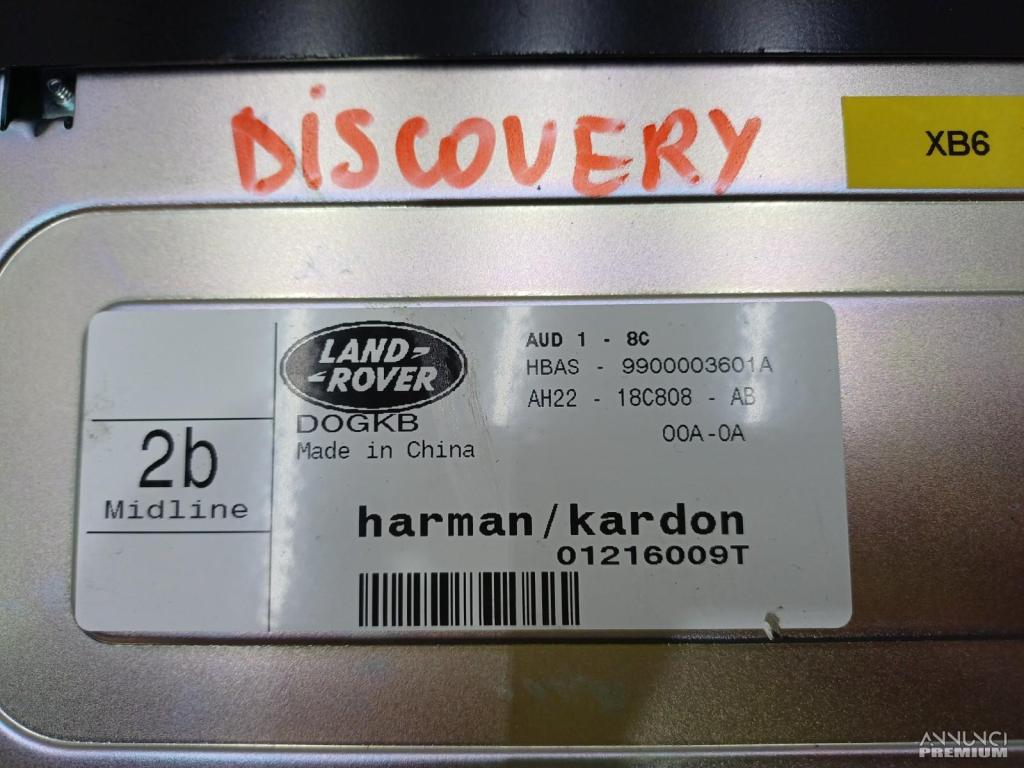 DISCOVERY
XB6
LAND-
-ROVER
AUD 1 - 8C
HBAS - 9900003601A
AH22 - 18C808 - AB
00A-0A
DOGKB
Made in China
2b
Midline
harman/kardon
01216009T
ANNUNCI
PREMIUM